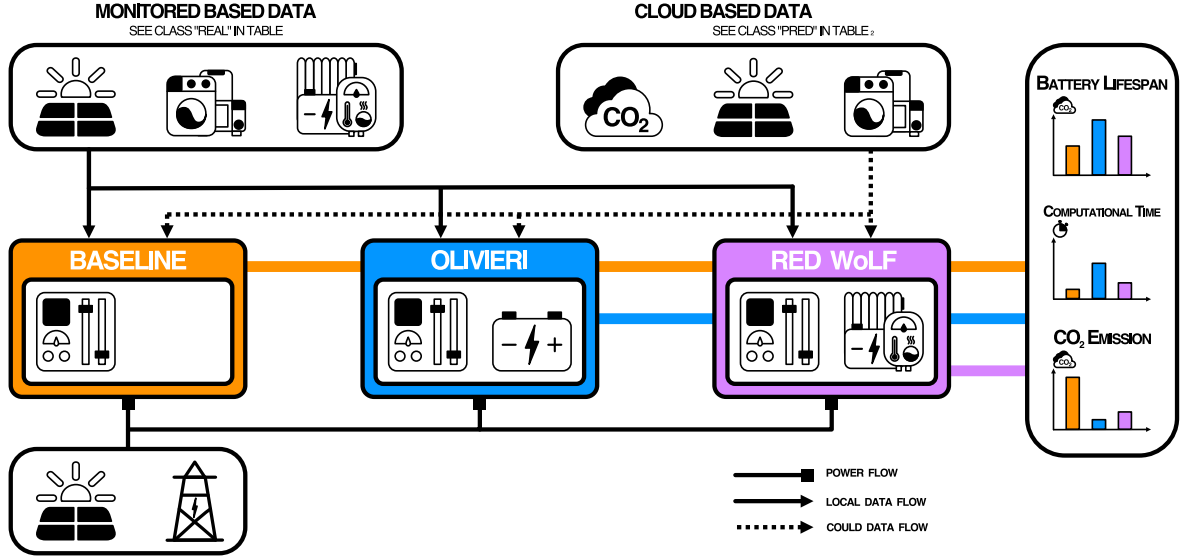 MONITORED BASED DATA
SEE CLASS "REAL" IN TABLE
CLOUD BASED DATA
SEE CLASS "PRED" IN TABLE 2
CO2
BATTERY LIFESPAN
CO2
COMPUTATIONAL TIME
CO2 EMISSION
CO2
BASELINE
OLIVIERI
RED WoLF
POWER FLOW
LOCAL DATA FLOW
COULD DATA FLOW